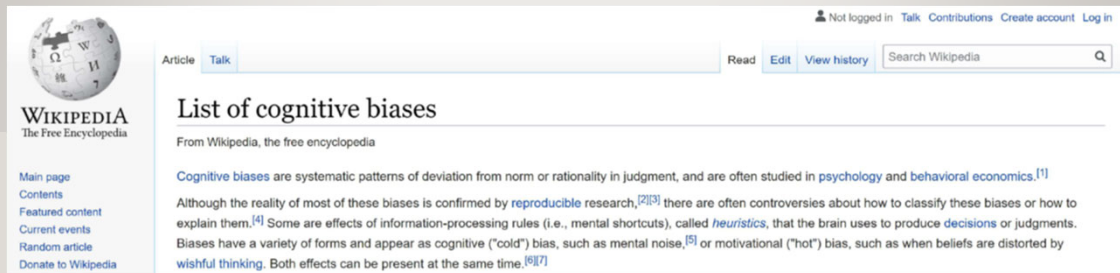 Not logged in Talk Contributions Create account Log in
Article Talk Read Edit View history Search Wikipedia
WIKIPEDIA
The Free Encyclopedia
Main page
Contents
Featured content
Current events
Random article
Donate to Wikipedia
List of cognitive biases
From Wikipedia, the free encyclopedia
Cognitive biases are systematic patterns of deviation from norm or rationality in judgment, and are often studied in psychology and behavioral economics.[1]
Although the reality of most of these biases is confirmed by reproducible research,[2][3] there are often controversies about how to classify these biases or how to
explain them.[4] Some are effects of information-processing rules (i.e., mental shortcuts), called heuristics, that the brain uses to produce decisions or judgments.
Biases have a variety of forms and appear as cognitive ("cold") bias, such as mental noise,[5] or motivational ("hot") bias, such as when beliefs are distorted by
wishful thinking. Both effects can be present at the same time.[6][7]